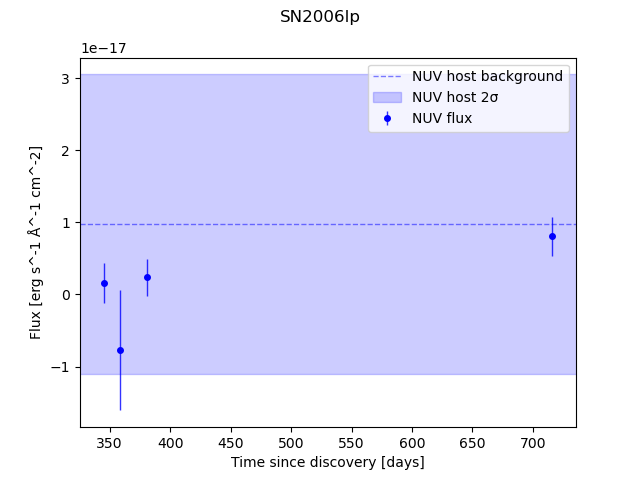 SN2006lp
1e−17
NUV host background
NUV host 2σ
NUV flux
3
2
1
0
−1
Flux [erg s^-1 Å^-1 cm^-2]
350 400 450 500 550 600 650 700
Time since discovery [days]